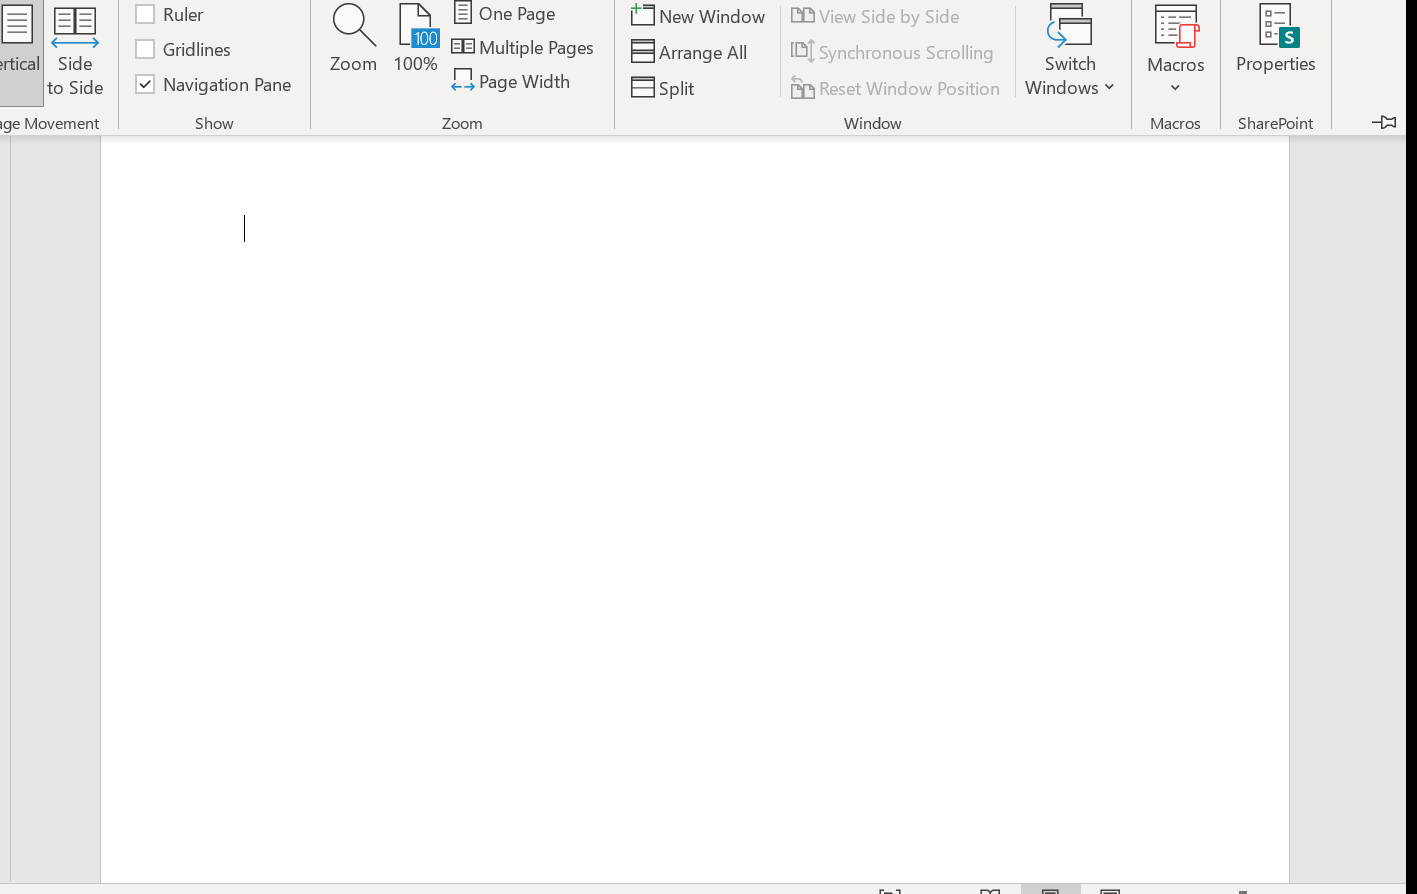 ertical
Side
to Side
age Movement
Ruler
Gridlines
Navigation Pane
Show
Zoom
100
100%
One Page
Multiple Pages
Page Width
Zoom
New Window
Arrange All
Split
View Side by Side
Synchronous Scrolling
Reset Window Position
Switch
Windows
Window
Macros
Macros
S
Properties
SharePoint